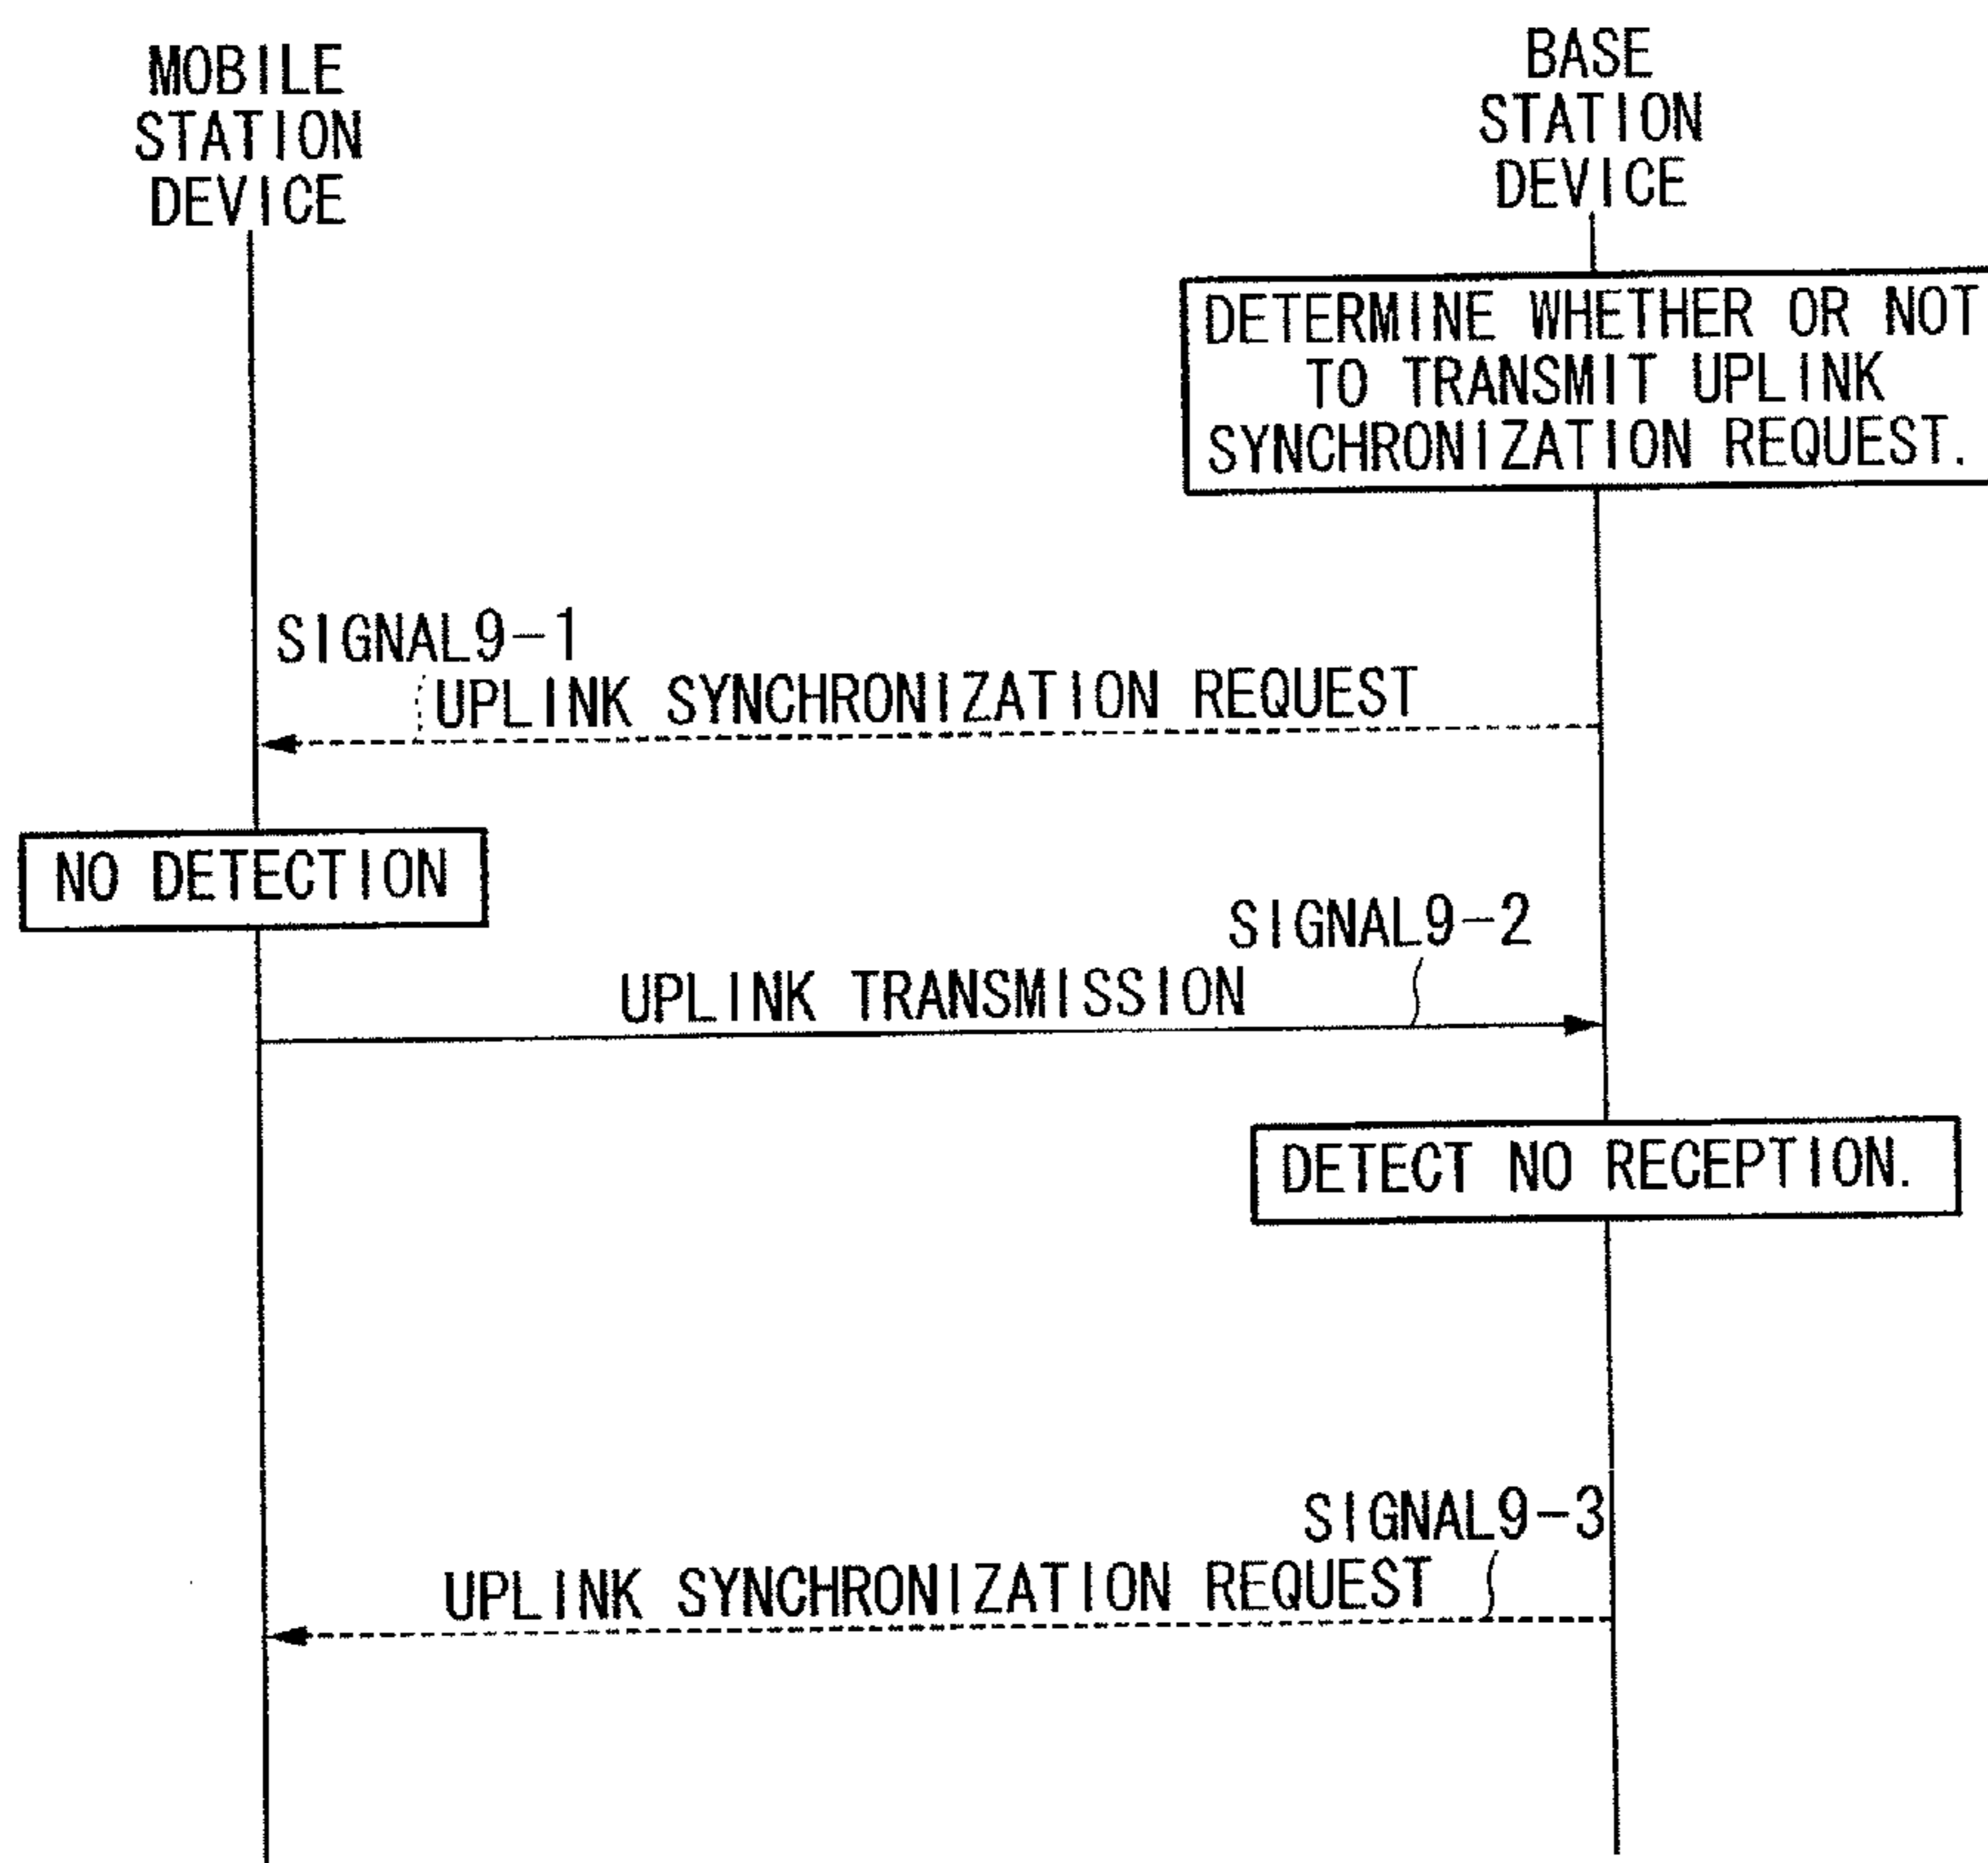 MOBILE
STATION
DEVICE
BASE
STATION
DEVICE
DETERMINE WHETHER OR NOT
TO TRANSMIT UPLINK
SYNCHRONIZATION REQUEST.
SIGNAL9-1
UPLINK SYNCHRONIZATION REQUEST
NO DETECTION
SIGNAL9-2
UPLINK TRANSMISSION
DETECT NO RECEPTION.
SIGNAL9-3
UPLINK SYNCHRONIZATION REQUEST